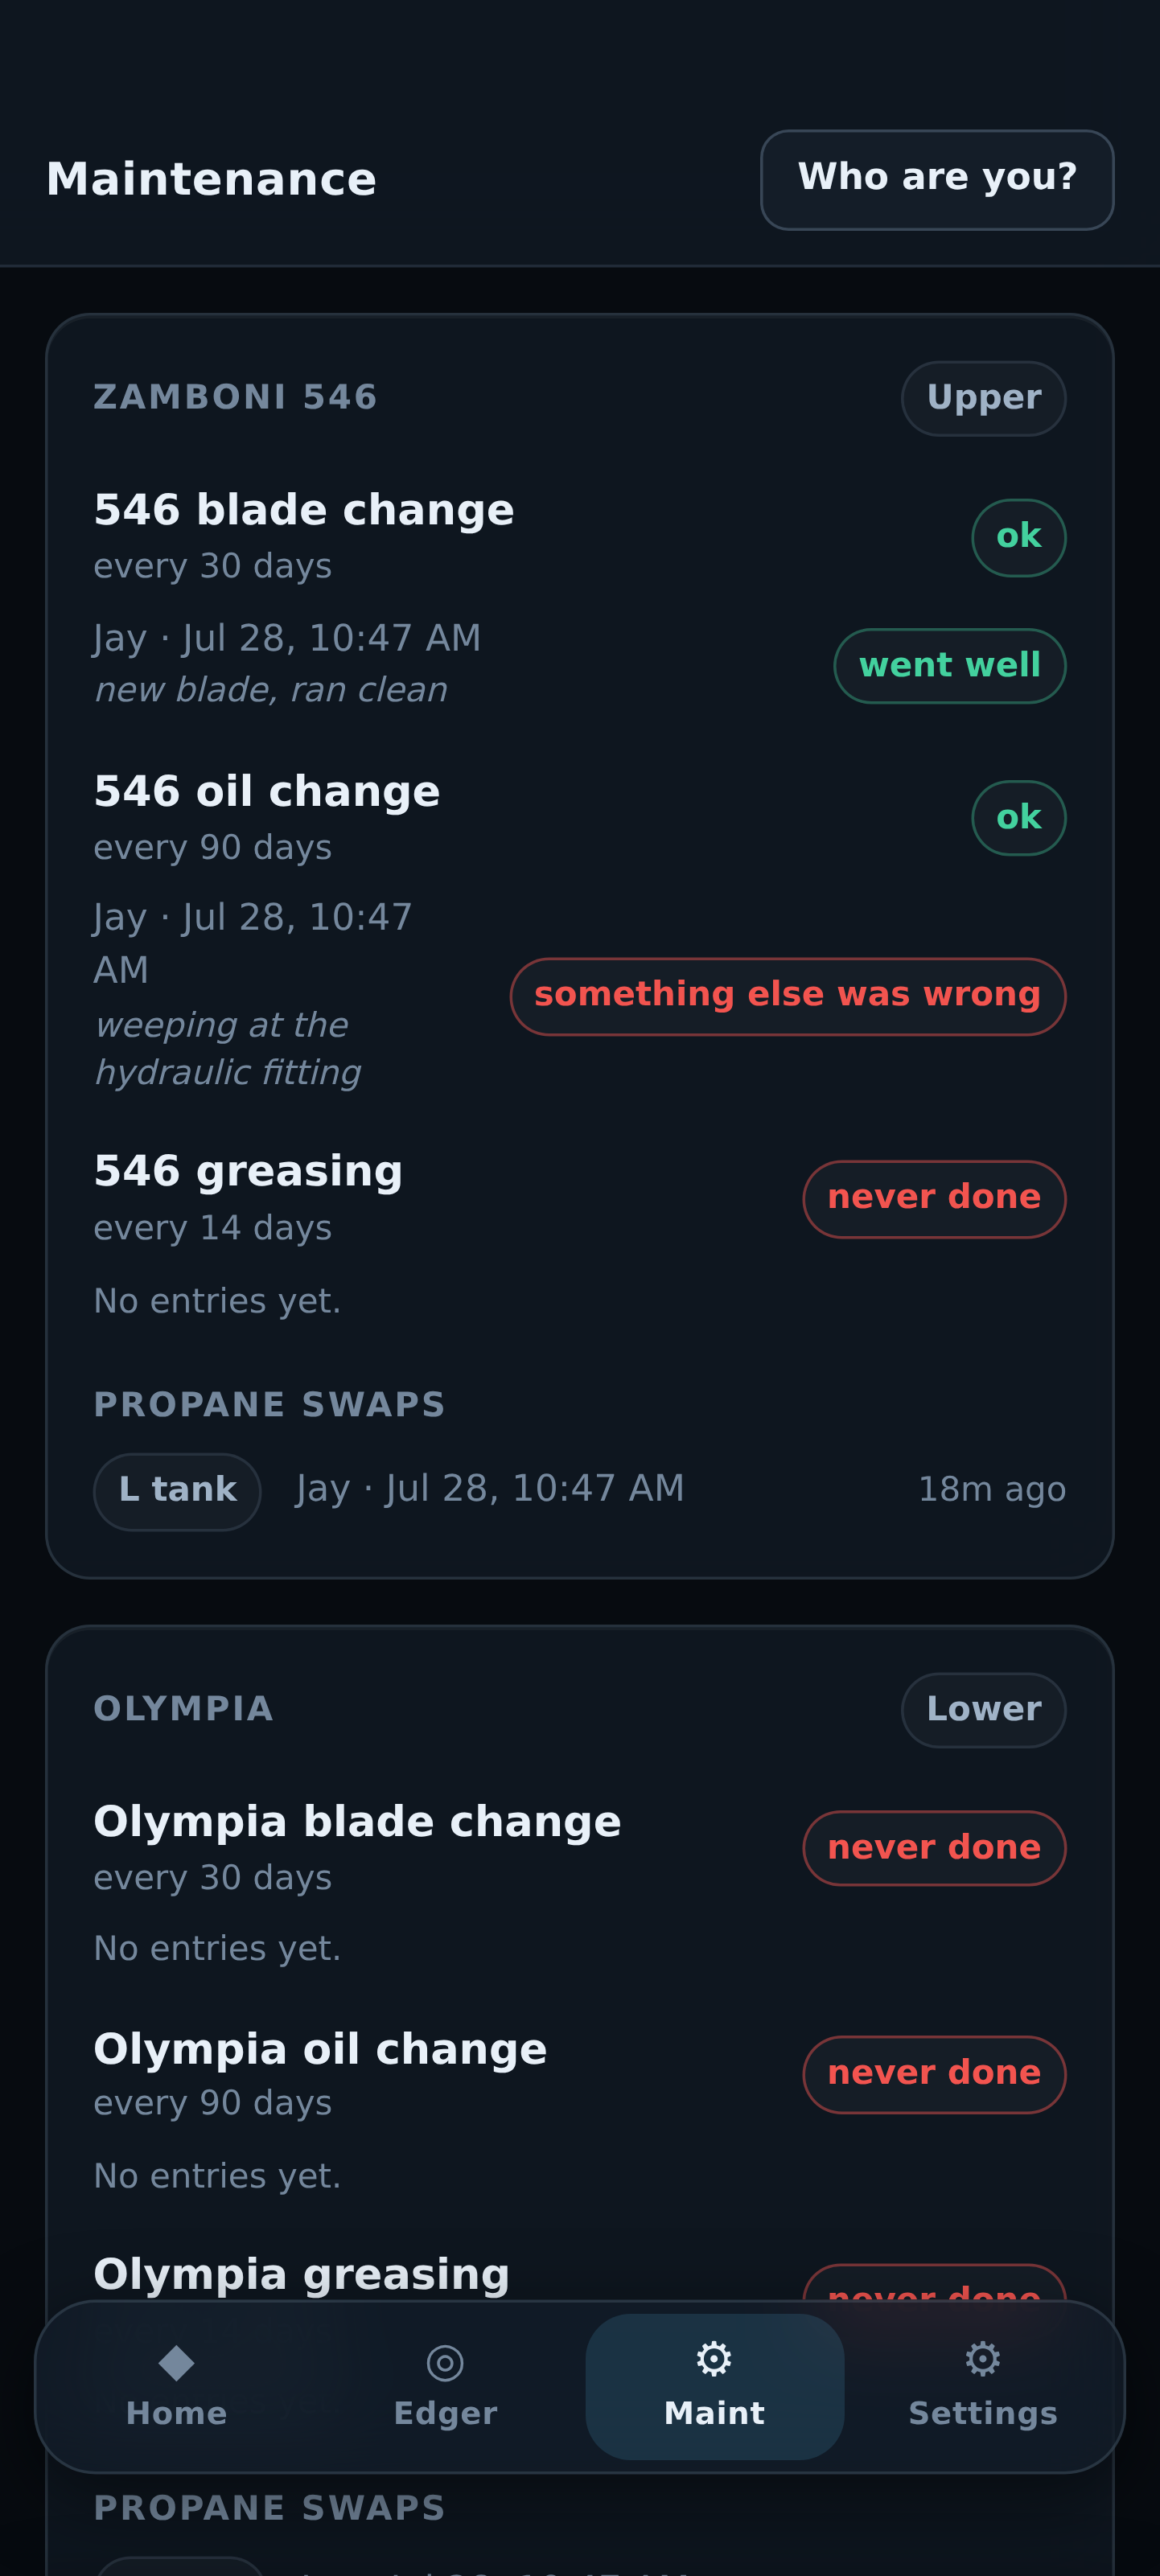 Maintenance
Who are you?
ZAMBONI 546
Upper
546 blade change
every 30 days
ok
Jay · Jul 28, 10:47 AM
new blade, ran clean
went well
546 oil change
every 90 days
ok
Jay · Jul 28, 10:47
AM
weeping at the
hydraulic fitting
something else was wrong
546 greasing
every 14 days
never done
No entries yet.
PROPANE SWAPS
L tank
Jay · Jul 28, 10:47 AM
18m ago
OLYMPIA
Lower
Olympia blade change
every 30 days
never done
No entries yet.
Olympia oil change
every 90 days
never done
No entries yet.
Olympia greasing
never done
Home
Edger
Maint
Settings
PROPANE SWAPS